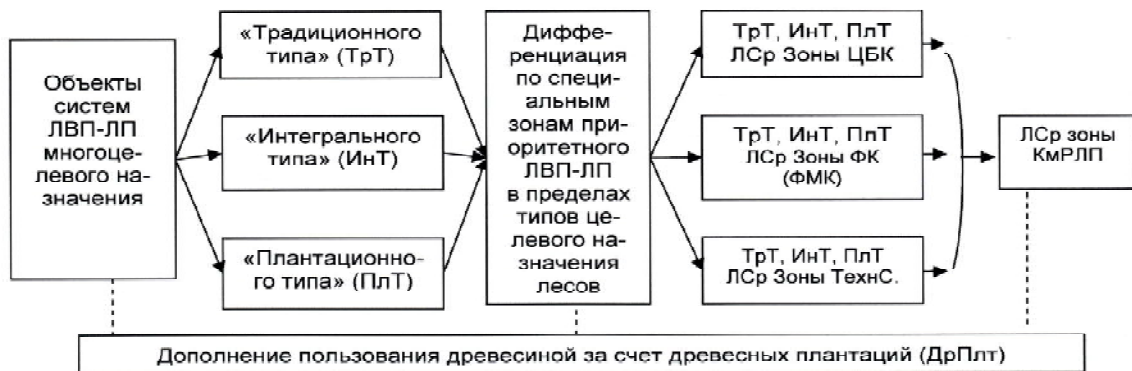 Объекты
систем
ЛВП-ЛП
многоце-
левого на-
значения
«Традиционного
типа» (ТрТ)
«Интегрального
типа» (ИнТ)
«Плантационно-
го типа» (ПлТ)
Диффе-
ренциация
по специ-
альным
зонам при-
оритетного
ЛВП-ЛП
в пределах
типов це-
левого на-
значения
лесов
ТрТ, ИнТ, ПлТ
ЛСр Зоны ЦБК
ТрТ, ИнТ, ПлТ
ЛСр Зоны ФК
(ФМК)
ТрТ, ИнТ, ПлТ
ЛСр Зоны ТехнС.
ЛСр зоны
КмРЛП
Дополнение пользования древесиной за счет древесных плантаций (ДрПлт)